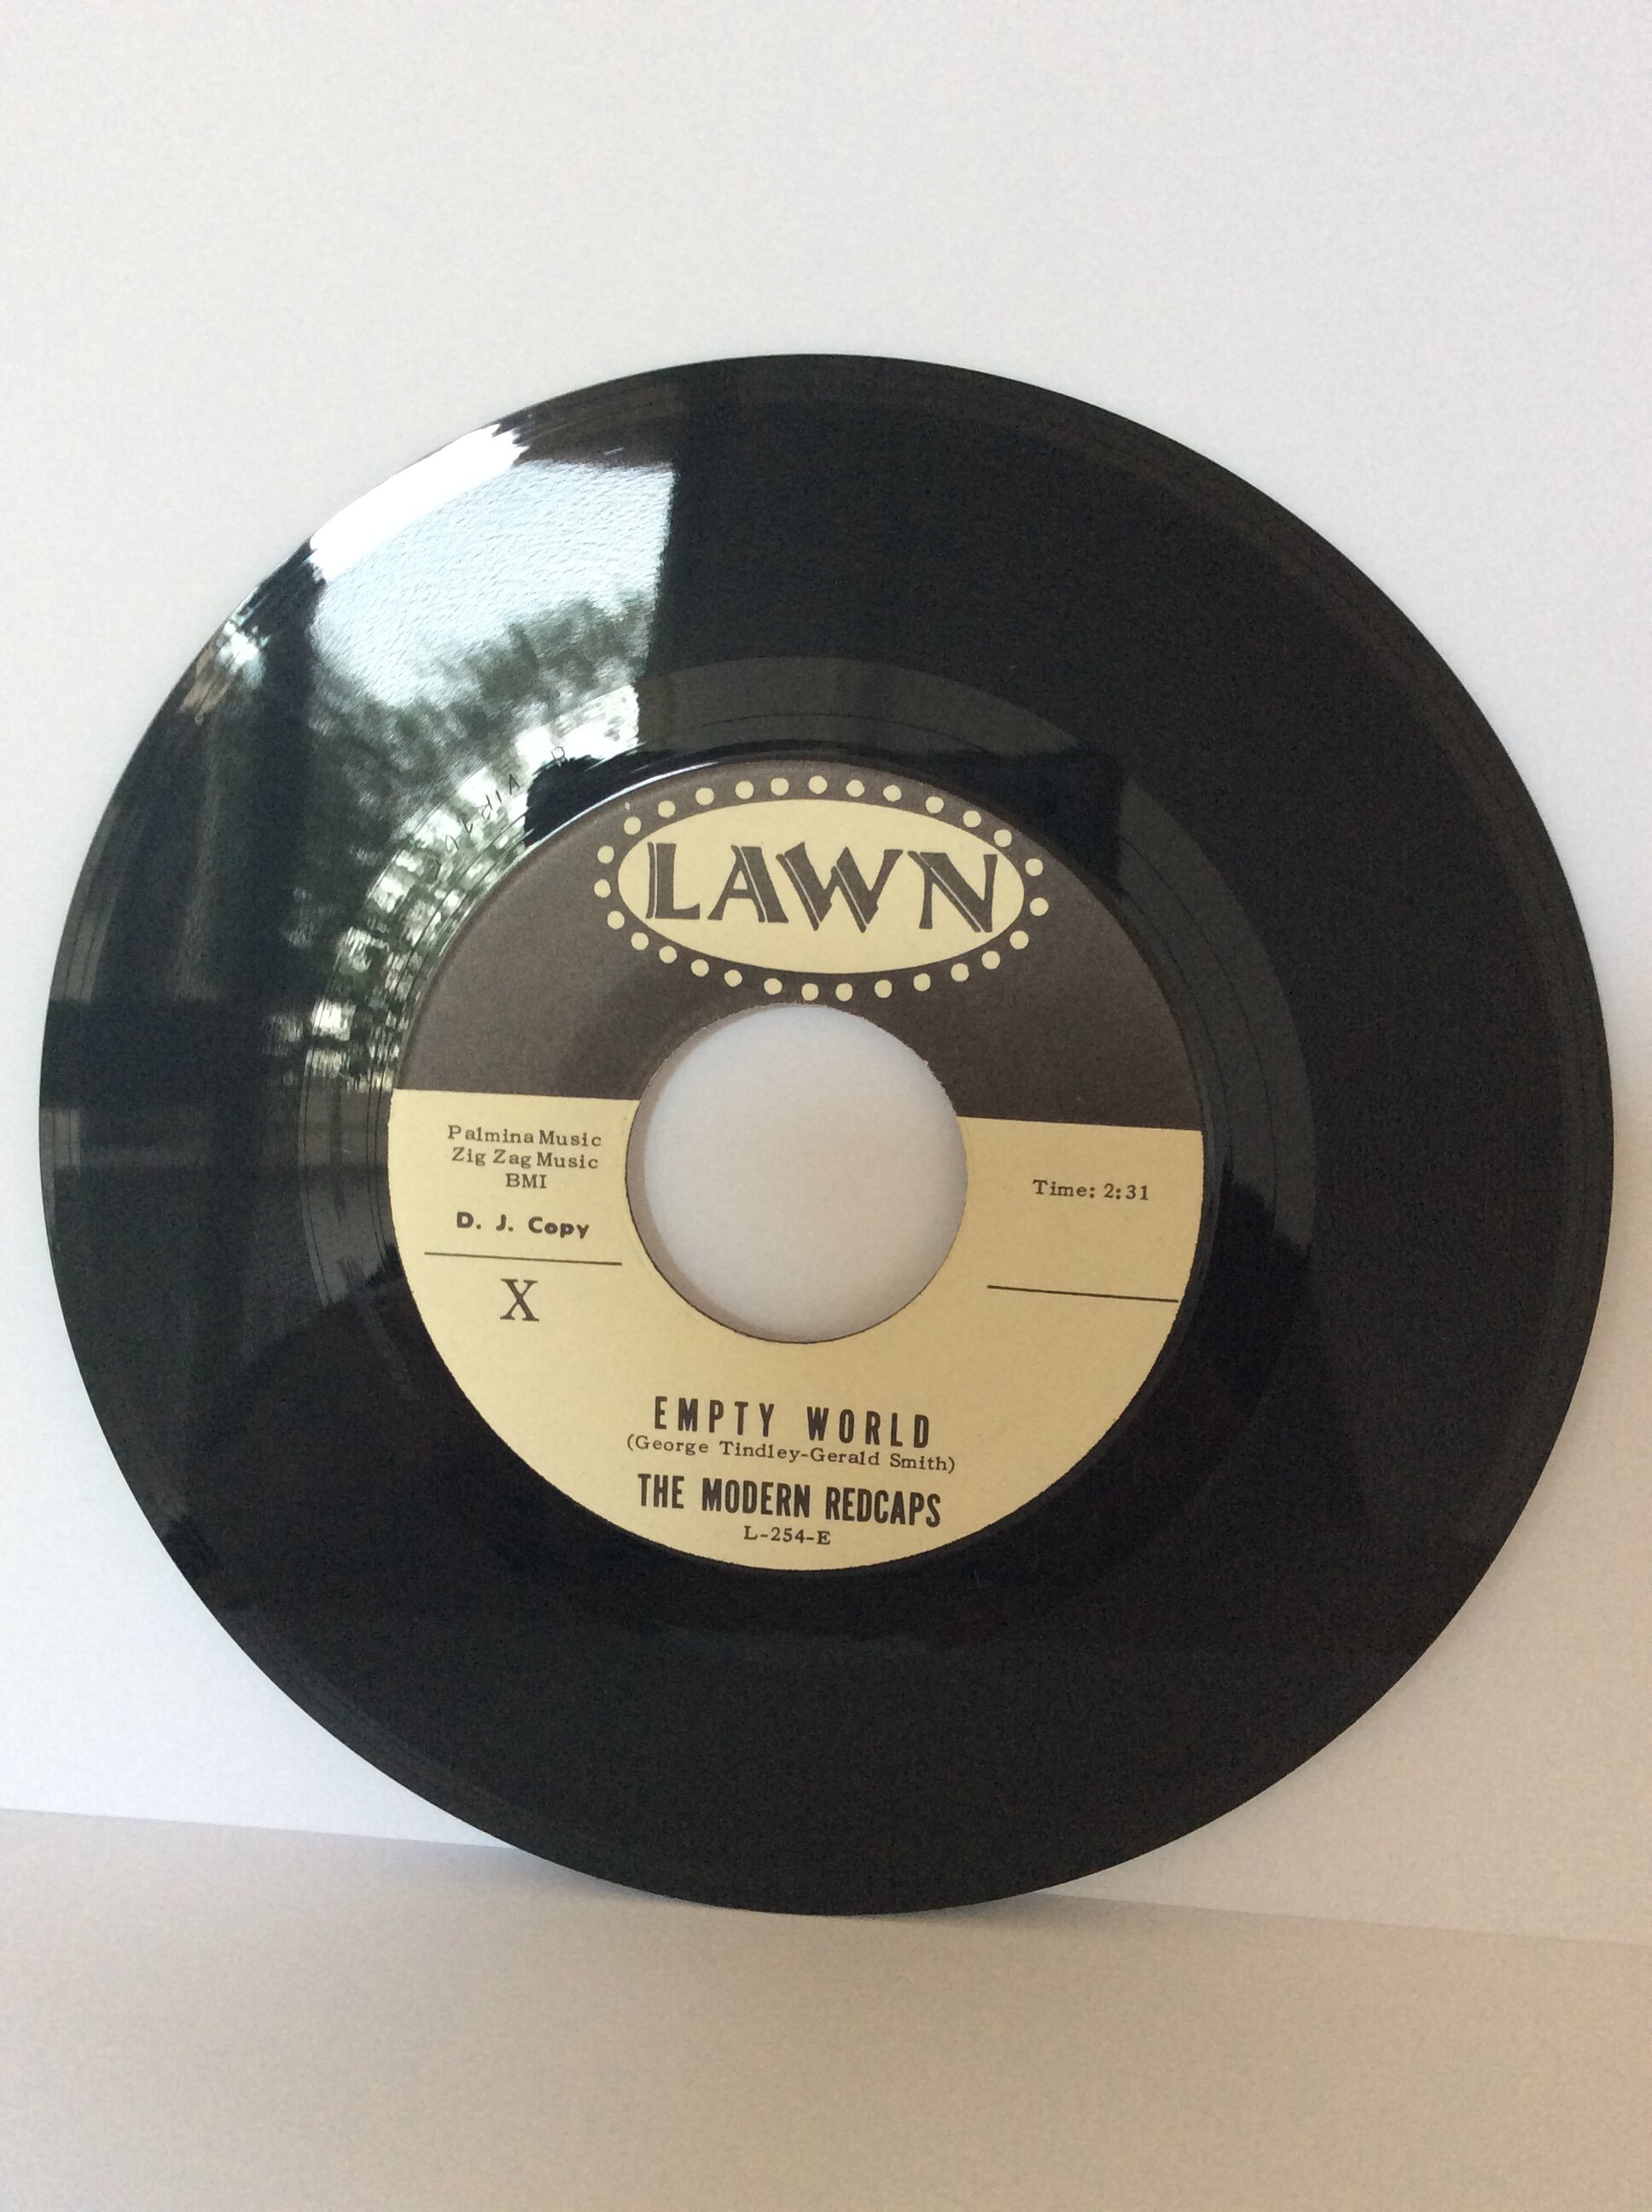 LAWN
Palmina Music
Zig Zag Music
BMI
D. J. Copy
X
Time: 2:31
EMPTY WORLD
(George Tindley-Gerald Smith)
THE MODERN REDCAPS
L-254-E